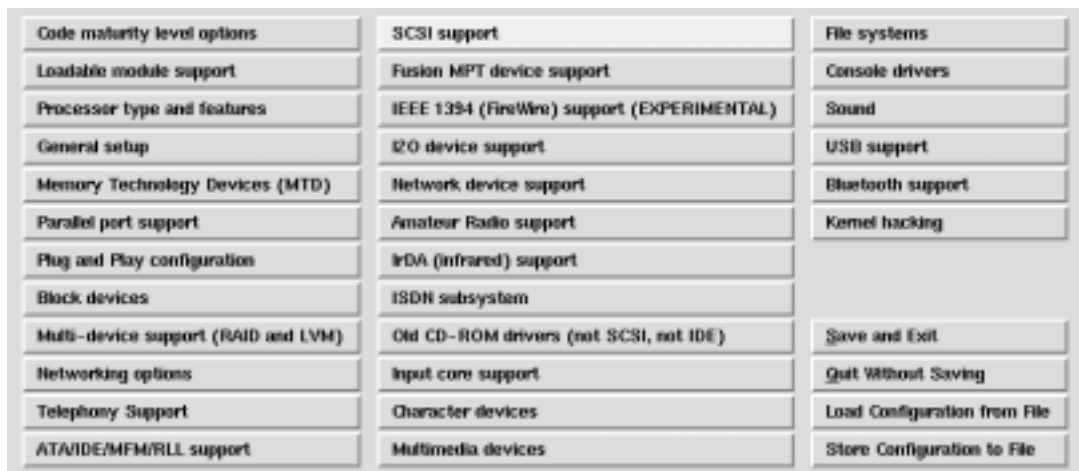 Code maturity level options
Loadable module support
Processor type and features
General setup
Memory Technology Devices (MTD)
Parallel port support
Plug and Play configuration
Block devices
Multi-device support (RAID and LVM)
Networking options
Telephony Support
ATA/IDE/MFM/RLL support
SCSI support
Fusion MPT device support
IEEE 1394 (FireWire) support (EXPERIMENTAL)
I2O device support
Network device support
Amateur Radio support
IrDA (infrared) support
ISDN subsystem
Old CD-ROM drivers (not SCSI, not IDE)
Input core support
Character devices
Multimedia devices
File systems
Console drivers
Sound
USB support
Bluetooth support
Kernel hacking
Save and Exit
Quit Without Saving
Load Configuration from File
Store Configuration to File